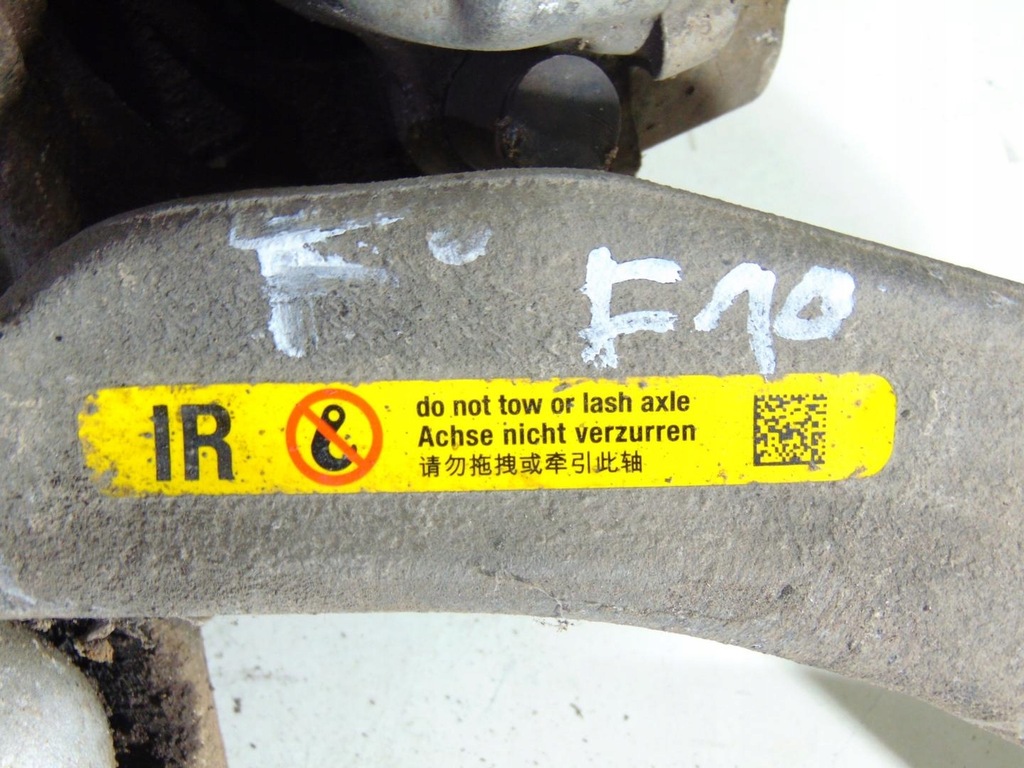 F
F10
IR
do not tow or lash axle
Achse nicht verzurren
请勿拖拽或牵引此轴